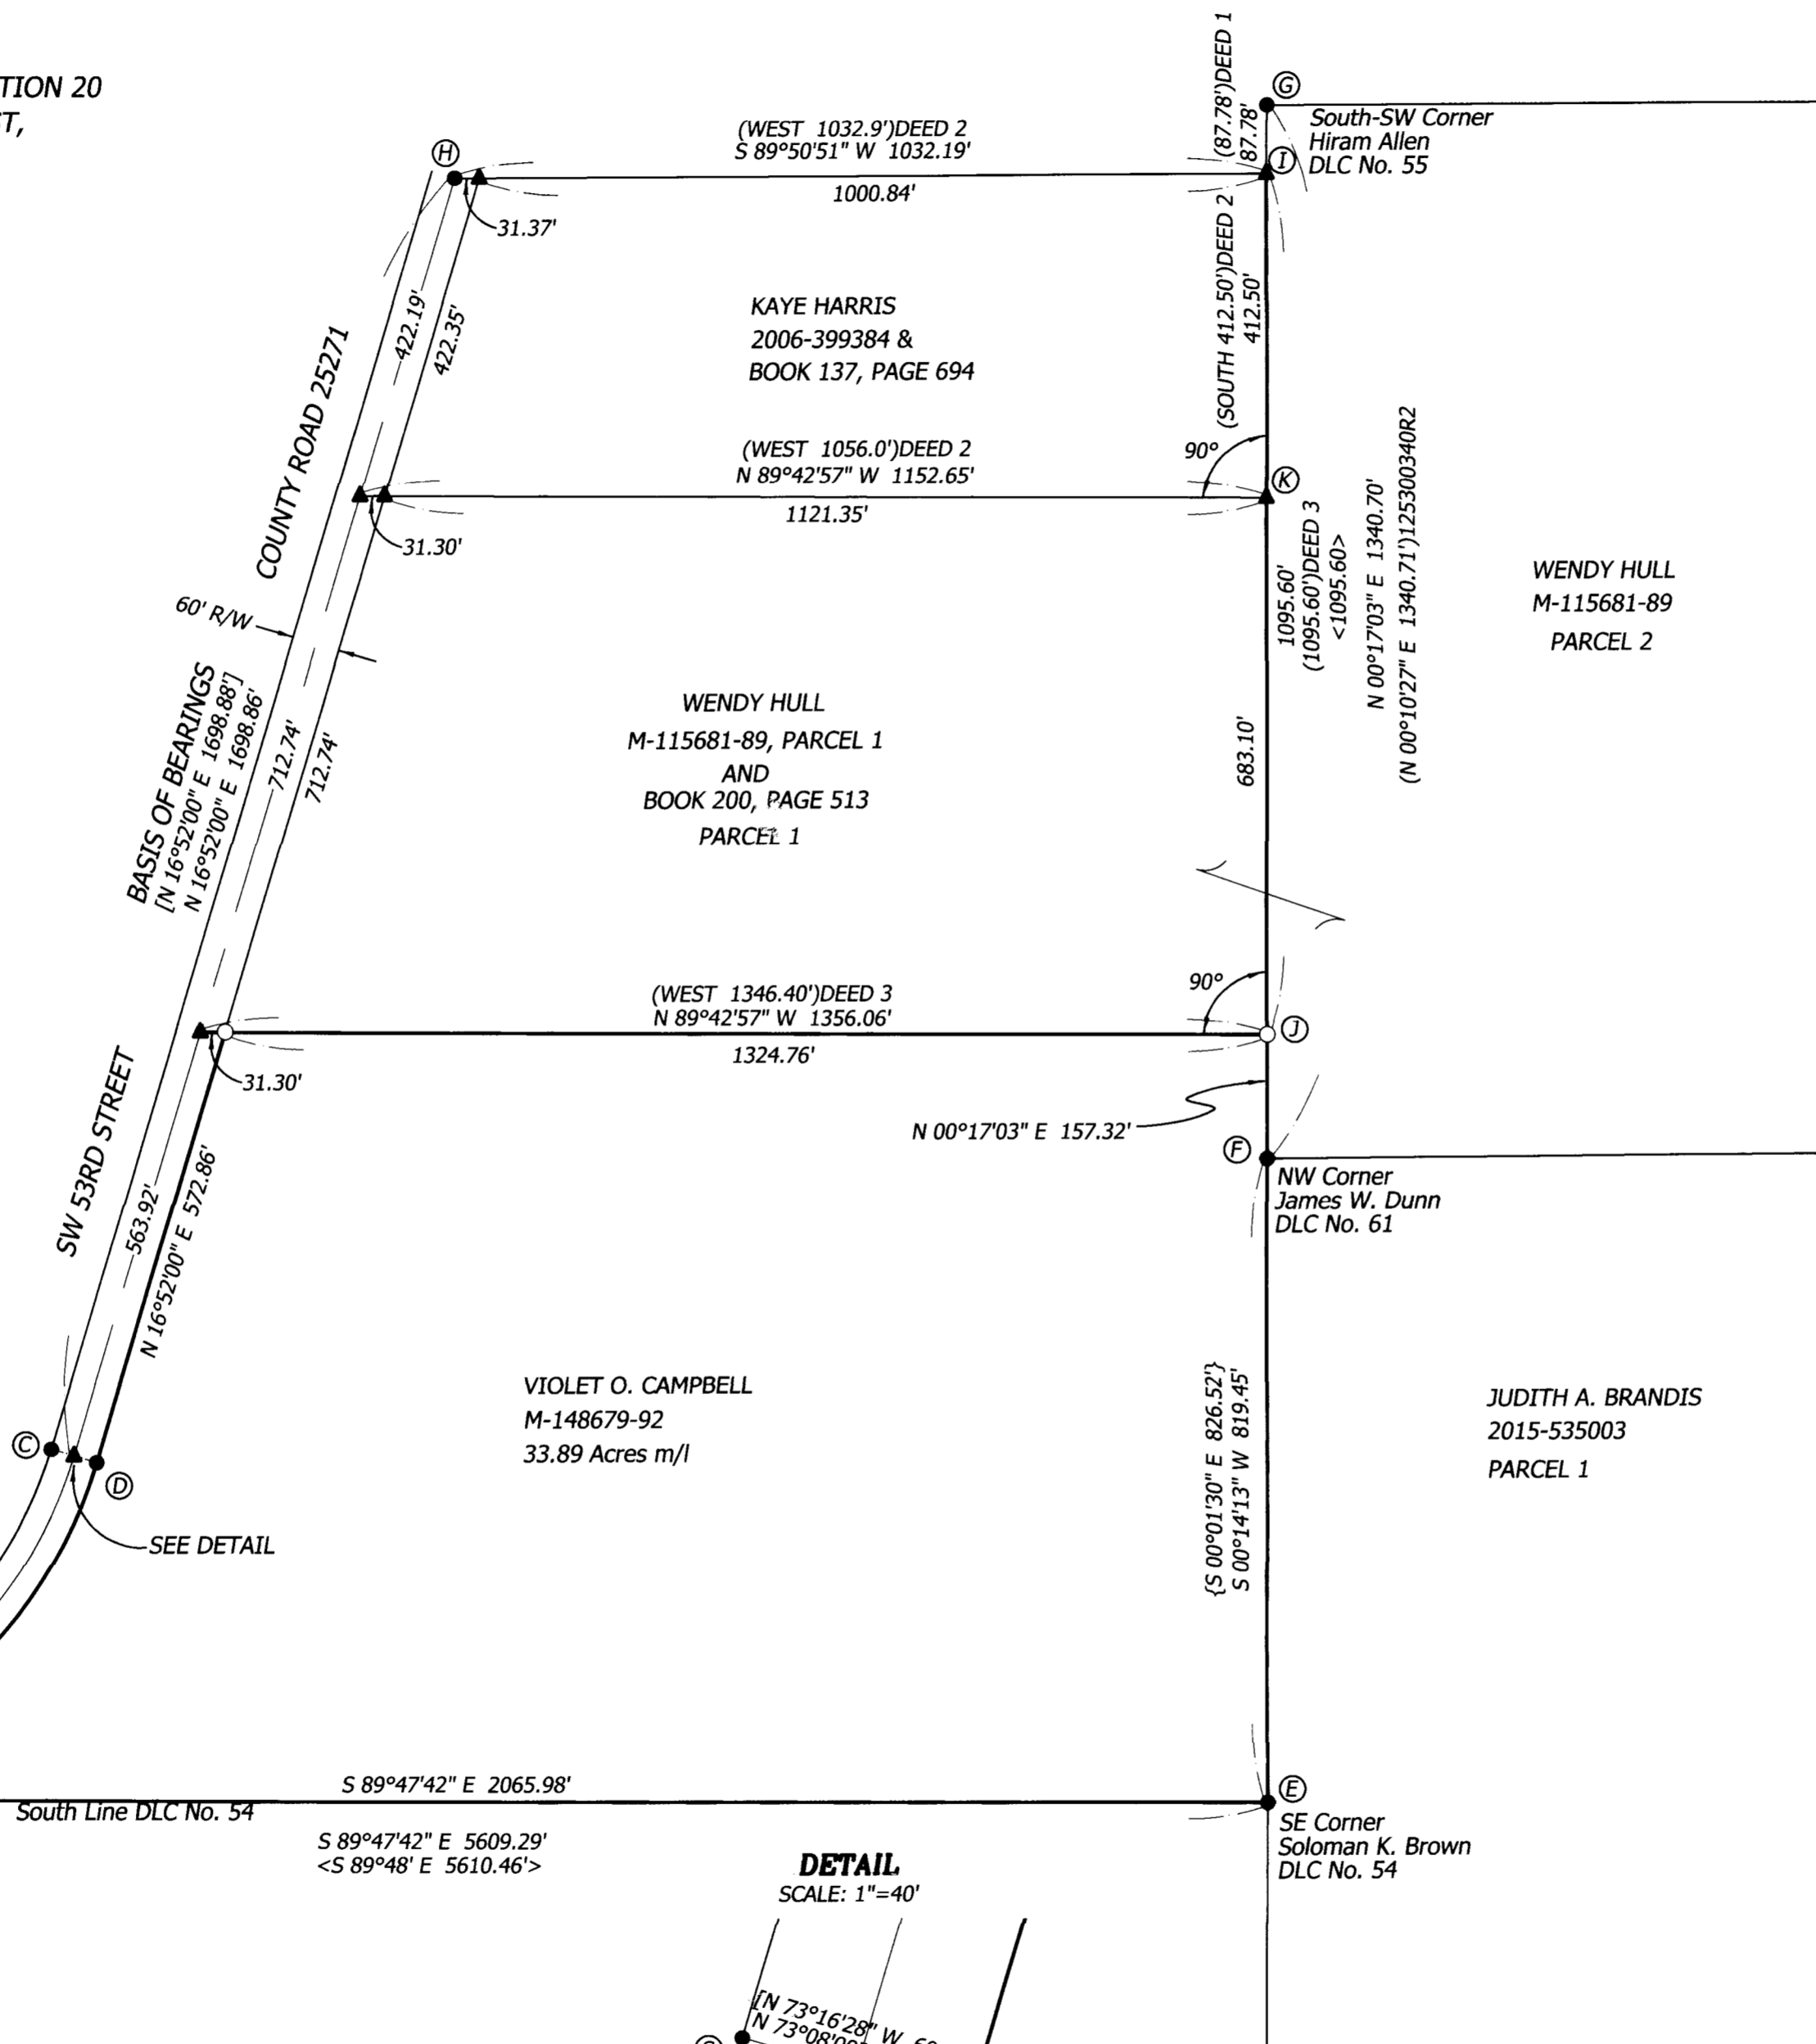 TION 20
T,
(87.78')DEED 1
87.78'
G
South-SW Corner
Hiram Allen
DLC No. 55
H
(WEST 1032.9')DEED 2
S 89°50'51" W 1032.19'
1000.84'
31.37'
I
(SOUTH 412.50')DEED 2
412.50'
422.19'
422.35'
KAYE HARRIS
2006-399384 &
BOOK 137, PAGE 694
COUNTY ROAD 25271
(WEST 1056.0')DEED 2
N 89°42'57" W 1152.65'
1121.35'
31.30'
90°
K
1095.60'
(1095.60')DEED 3
<1095.60>
N 00°17'03" E 1340.70'
(N 00°10'27" E 1340.71')125300340R2
WENDY HULL
M-115681-89
PARCEL 2
60' R/W
BASIS OF BEARINGS
[N 16°52'00" E 1698.88']
N 16°52'00" E 1698.86'
712.74'
712.74'
WENDY HULL
M-115681-89, PARCEL 1
AND
BOOK 200, PAGE 513
PARCEL 1
683.10'
(WEST 1346.40')DEED 3
N 89°42'57" W 1356.06'
1324.76'
31.30'
90°
J
N 00°17'03" E 157.32'
F
NW Corner
James W. Dunn
DLC No. 61
SW 53RD STREET
563.92'
N 16°52'00" E 572.86'
VIOLET O. CAMPBELL
M-148679-92
33.89 Acres m/l
{S 00°01'30" E 826.52'}
S 00°14'13" W 819.45'
JUDITH A. BRANDIS
2015-535003
PARCEL 1
C
D
SEE DETAIL
S 89°47'42" E 2065.98'
South Line DLC No. 54
S 89°47'42" E 5609.29'
<S 89°48' E 5610.46'>
E
SE Corner
Soloman K. Brown
DLC No. 54
DETAIL
SCALE: 1"=40'
[N 73°16'28" W
N 73°08'00"